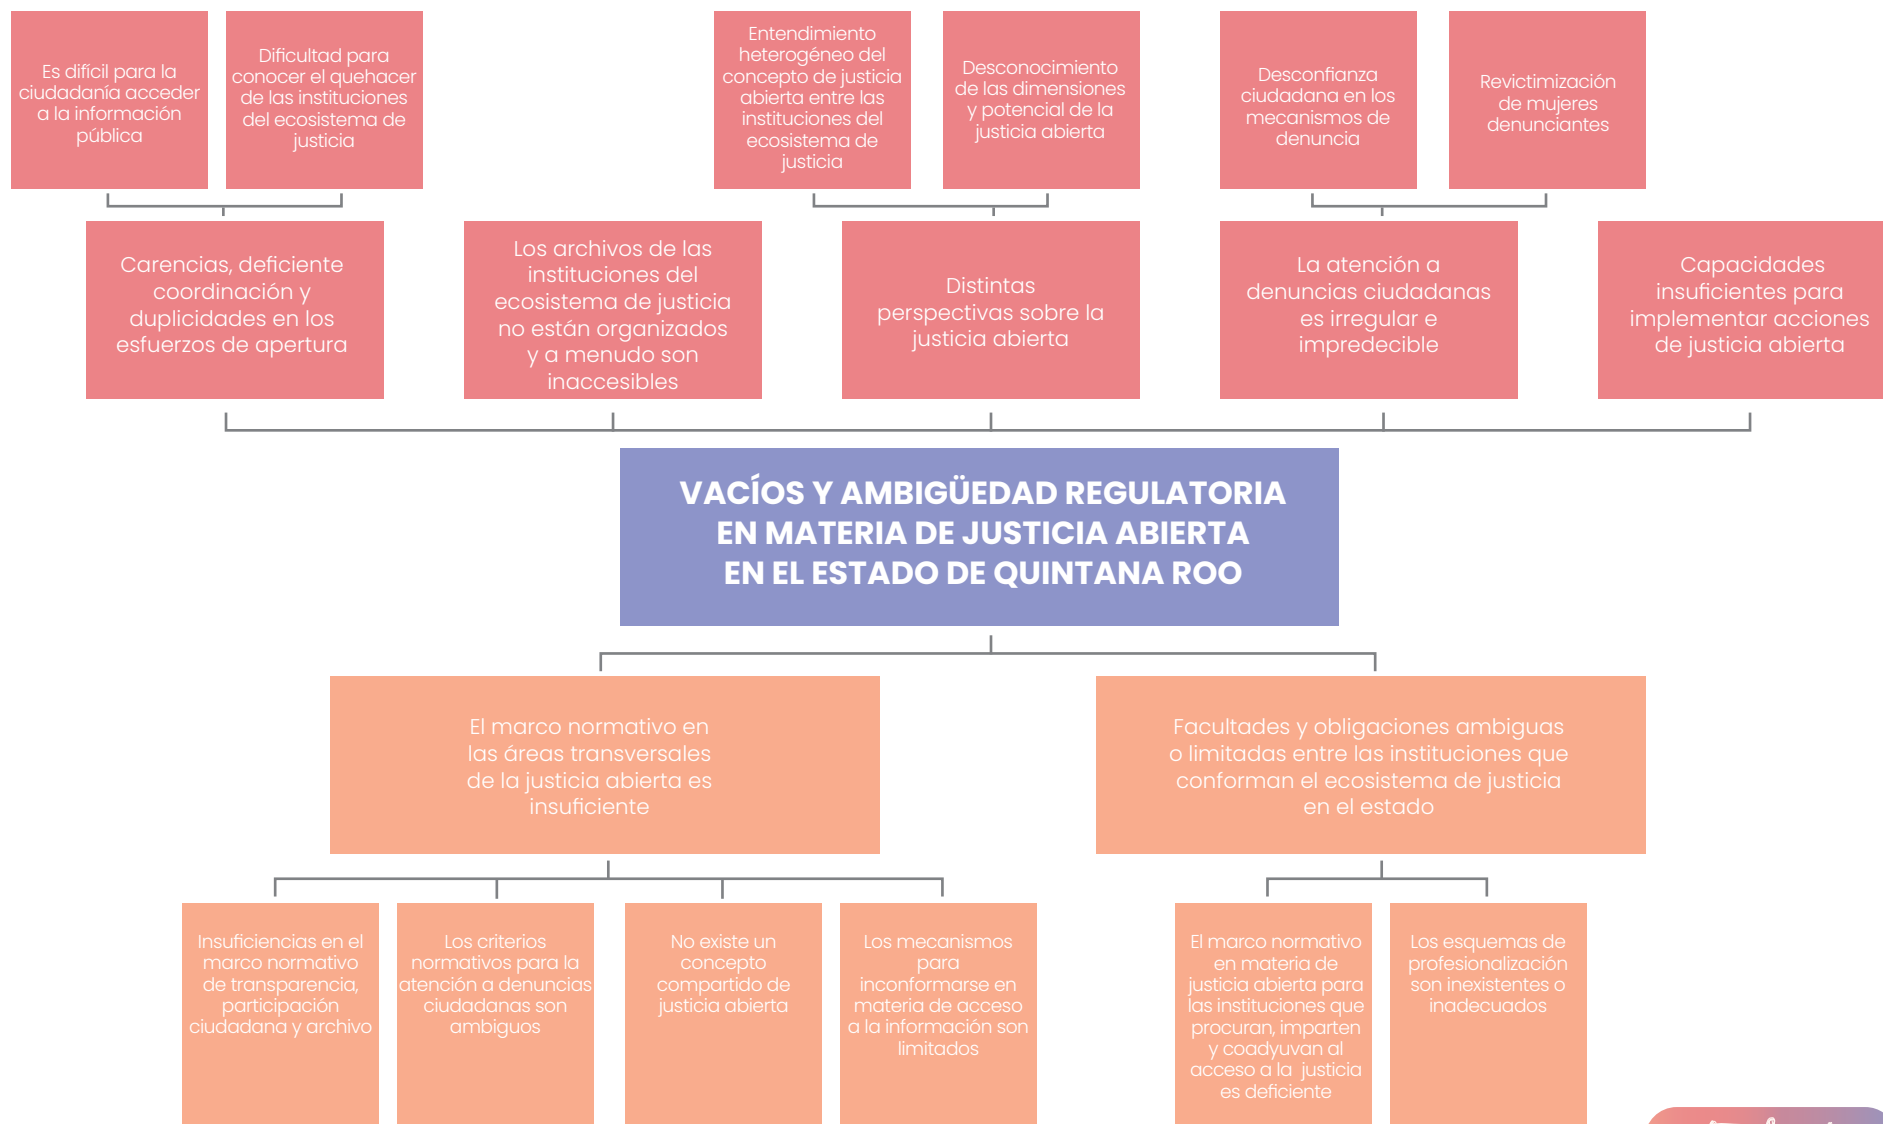 Es difícil para la
ciudadanía acceder
a la información
pública
Dificultad para
conocer el quehacer
de las instituciones
del ecosistema de
justicia
Entendimiento
heterogéneo del
concepto de justicia
abierta entre las
instituciones del
ecosistema de
justicia
Desconocimiento
de las dimensiones
y potencial de la
justicia abierta
Desconfianza
ciudadana en los
mecanismos de
denuncia
Revictimización
de mujeres
denunciantes
Carencias, deficiente
coordinación y
duplicidades en los
esfuerzos de apertura
Los archivos de las
instituciones del
ecosistema de justicia
no están organizados
y a menudo son
inaccesibles
Distintas
perspectivas sobre la
justicia abierta
La atención a
denuncias ciudadanas
es irregular e
impredecible
Capacidades
insuficientes para
implementar acciones
de justicia abierta
VACÍOS Y AMBIGÜEDAD REGULATORIA
EN MATERIA DE JUSTICIA ABIERTA
EN EL ESTADO DE QUINTANA ROO
El marco normativo en
las áreas transversales
de la justicia abierta es
insuficiente
Facultades y obligaciones ambiguas
o limitadas entre las instituciones que
conforman el ecosistema de justicia
en el estado
Insuficiencias en el
marco normativo
de transparencia,
participación
ciudadana y archivo
Los criterios
normativos para la
atención a denuncias
ciudadanas son
ambiguos
No existe un
concepto
compartido de
justicia abierta
Los mecanismos
para
inconformarse en
materia de acceso
a la información son
limitados
El marco normativo
en materia de
justicia abierta para
las instituciones que
procuran, imparten
y coadyuvan al
acceso a la  justicia
es deficiente
Los esquemas de
profesionalización
son inexistentes o
inadecuados